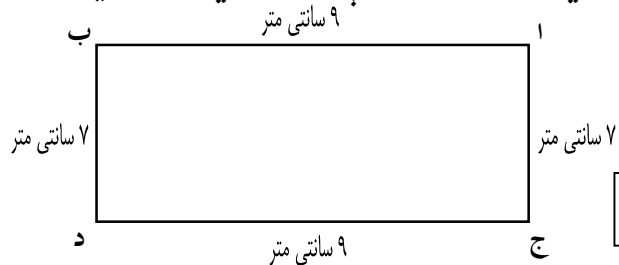 ۹ سانتی متر
ا
ب
۷ سانتی متر
۷ سانتی متر
ج
د
۹ سانتی متر